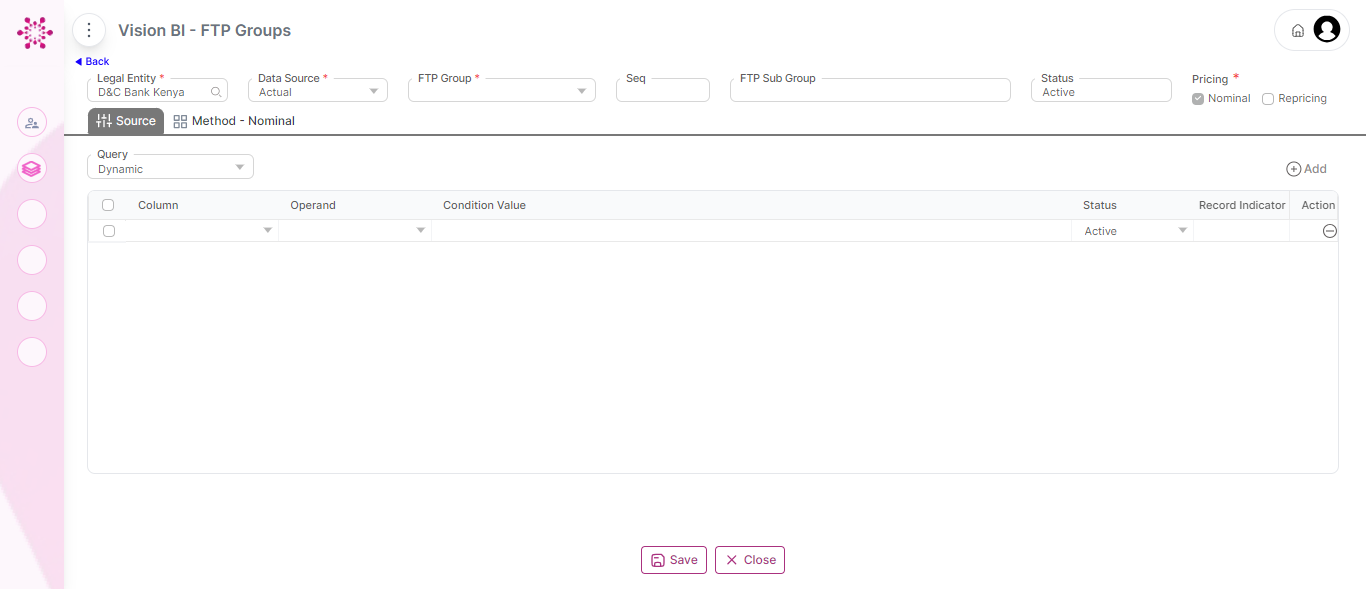 Vision BI - FTP Groups
Back
Legal Entity * Data Source * FTP Group * Seq FTP Sub Group Status Pricing *
D&C Bank Kenya Actual Active Nominal Repricing
Source Method - Nominal
Query
Dynamic
Add
Column Operand Condition Value Status Record Indicator Action
Active
Save Close